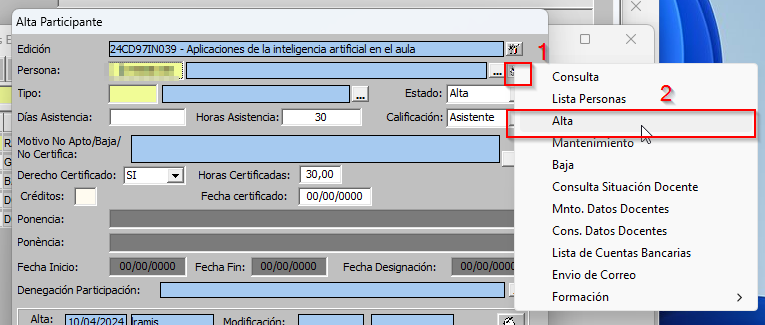 Alta Participante
Edición 24CD97IN039 - Aplicaciones de la inteligencia artificial en el aula
1
Persona: ...
Tipo: ... Estado: Alta
Días Asistencia: Horas Asistencia: 30 Calificación: Asistente
Motivo No Apto/Baja/
No Certifica:
Derecho Certificado: SI Horas Certificadas: 30,00
Créditos: Fecha certificado: 00/00/0000
Ponencia:
Ponència:
Fecha Inicio: 00/00/0000 Fecha Fin: 00/00/0000 Fecha Designación: 00/00/0000
Denegación Participación:
Alta: 10/04/2024 iramis Modificación:
Consulta
Lista Personas
2
Alta
Mantenimiento
Baja
Consulta Situación Docente
Mnto. Datos Docentes
Cons. Datos Docentes
Lista de Cuentas Bancarias
Envio de Correo
Formación